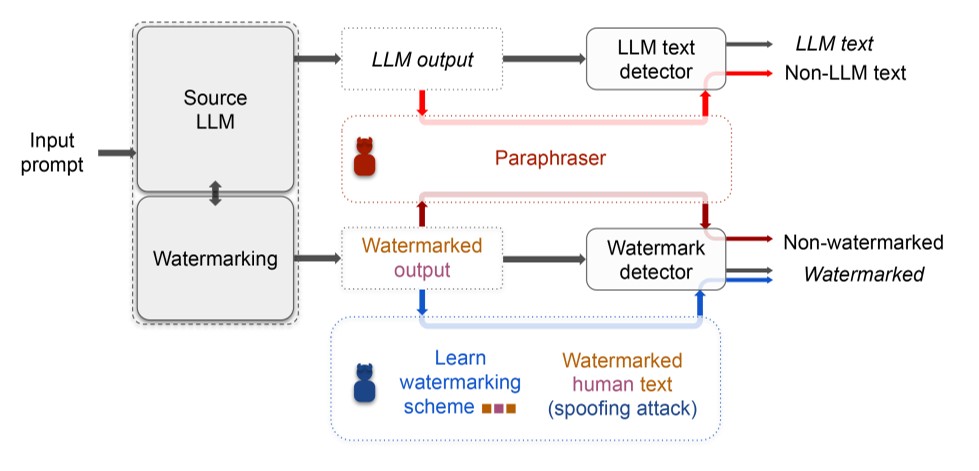 Input
prompt
Source
LLM
Watermarking
LLM output
LLM text
detector
LLM text
Non-LLM text
Paraphraser
Watermarked
output
Watermark
detector
Non-watermarked
Watermarked
Learn
watermarking
scheme
Watermarked
human text
(spoofing attack)